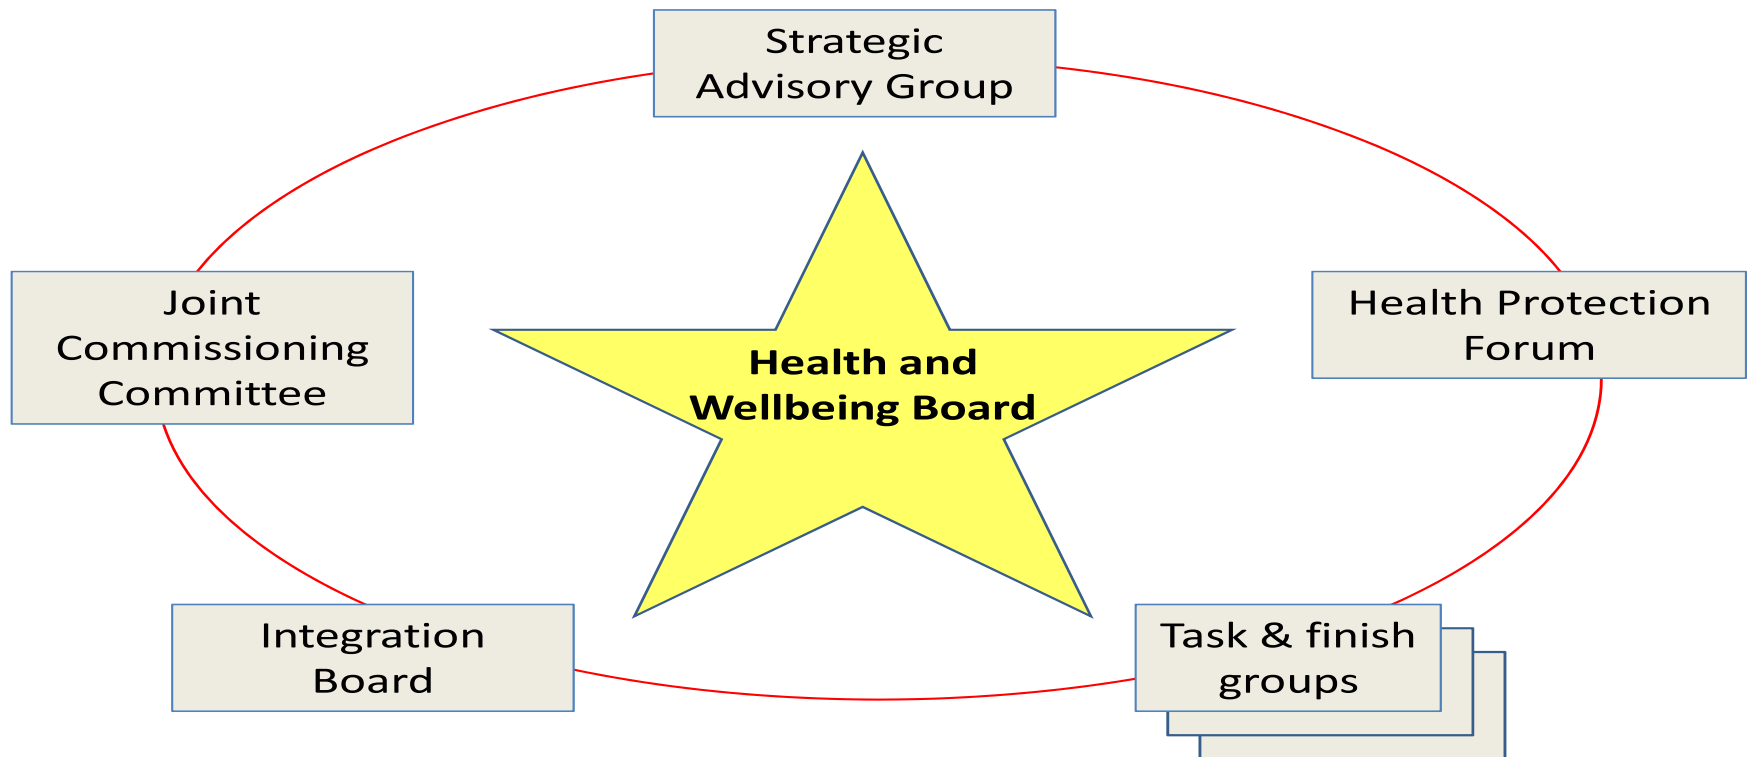 Strategic
Advisory Group
Joint
Commissioning
Committee
Health Protection
Forum
Health and
Wellbeing Board
Integration
Board
Task & finish
groups